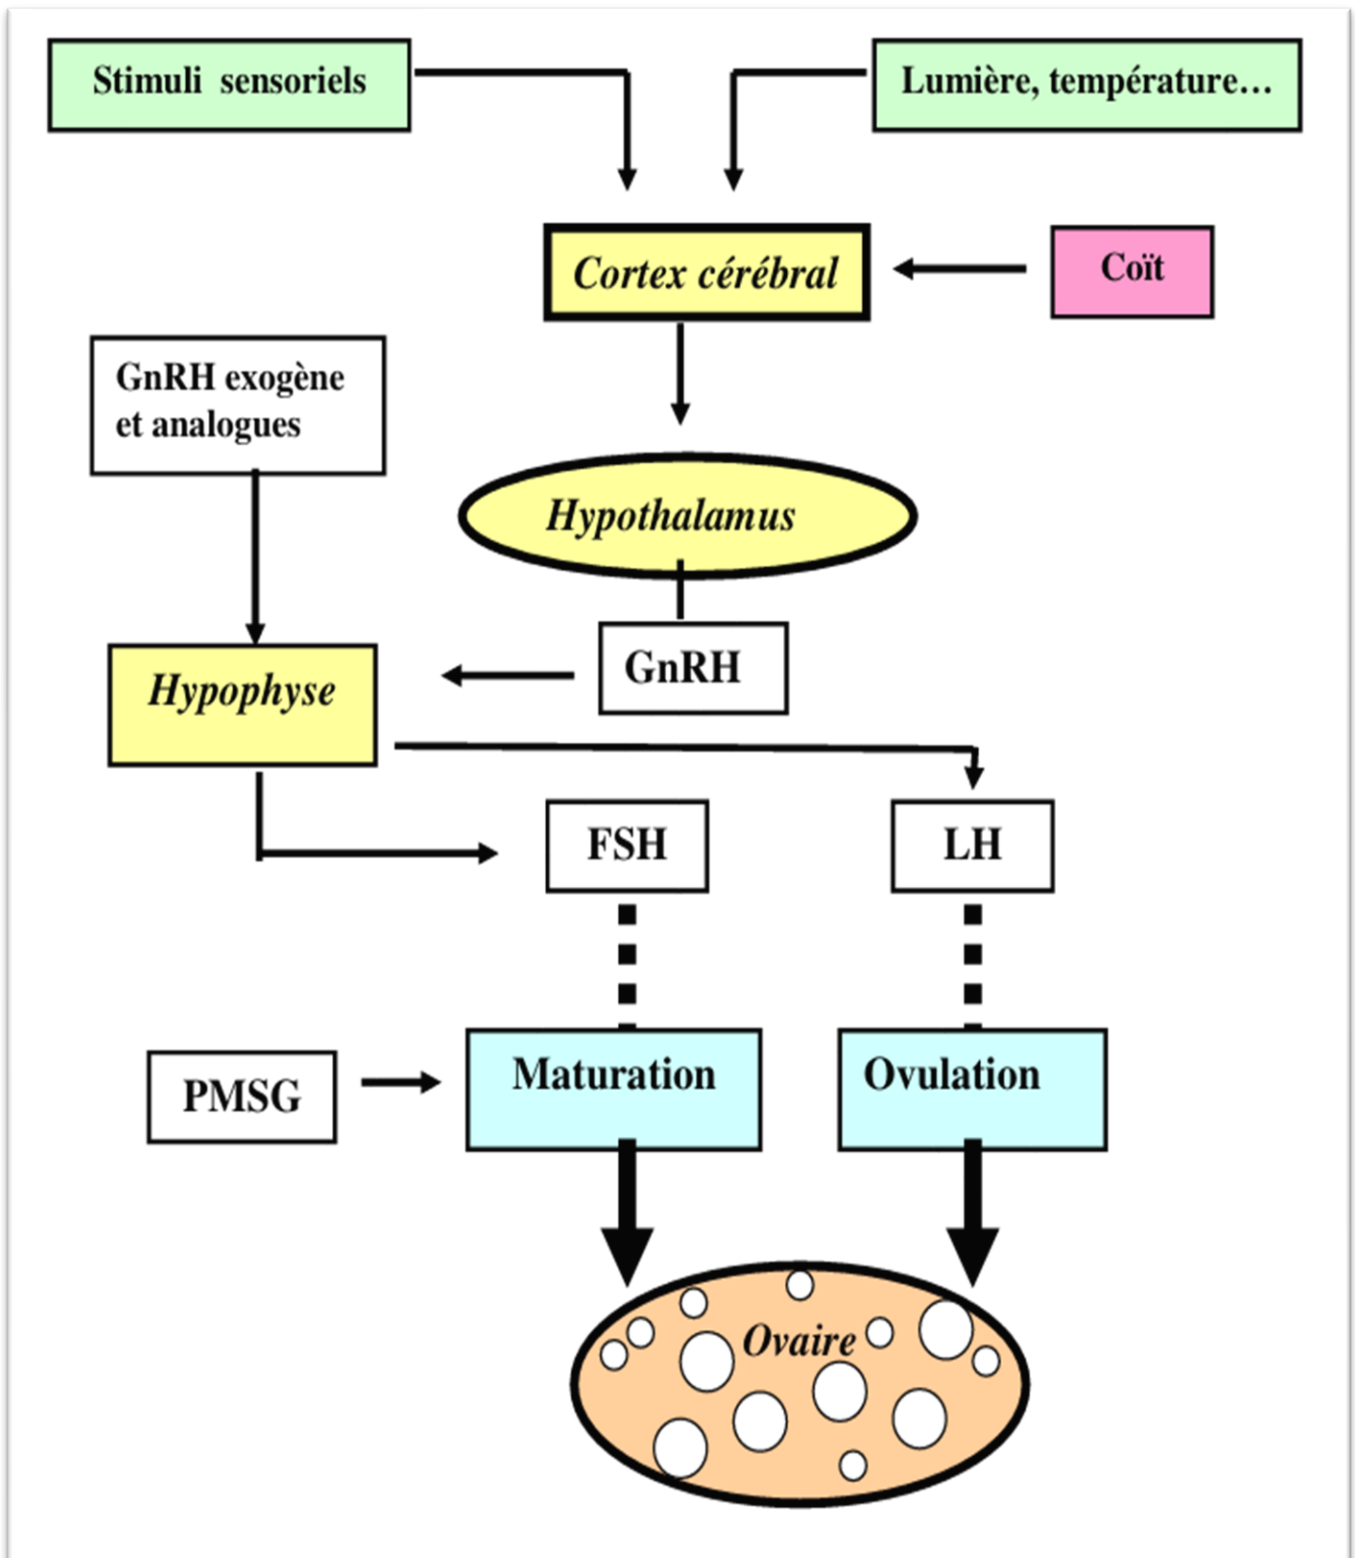 Stimuli sensoriels
Lumière, température…
Cortex cérébral
Coït
GnRH exogène
et analogues
Hypothalamus
GnRH
Hypophyse
FSH
LH
Maturation
Ovulation
PMSG
Ovaire